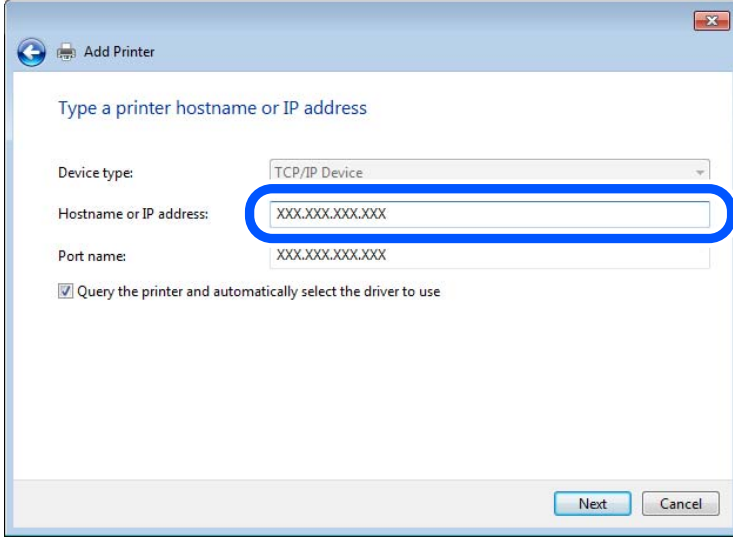 Add Printer
Type a printer hostname or IP address
Device type: TCP/IP Device
Hostname or IP address: XXX.XXX.XXX.XXX
Port name: XXX.XXX.XXX.XXX
Query the printer and automatically select the driver to use
Next Cancel